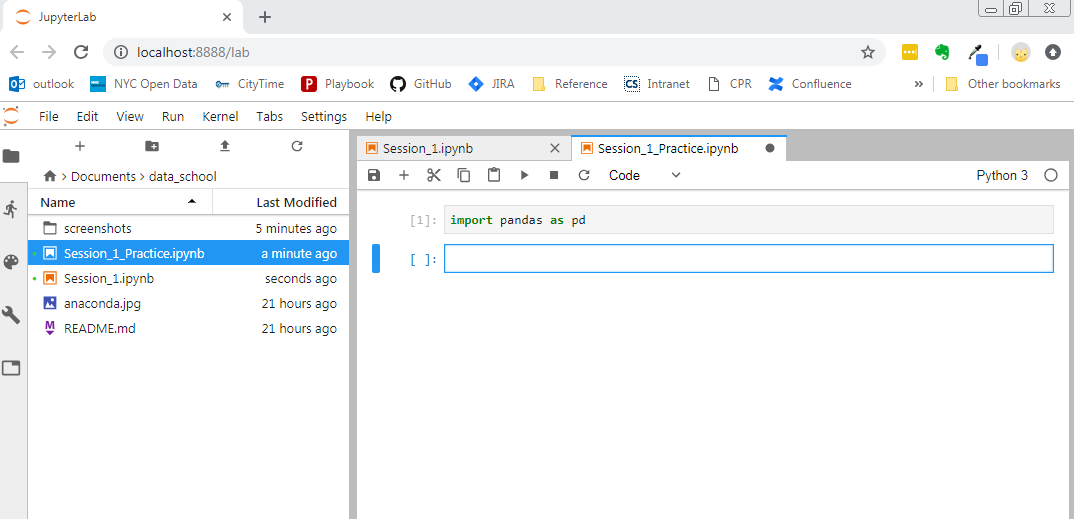 JupyterLab
localhost:8888/lab
outlook NYC Open Data CityTime Playbook GitHub JIRA Reference CS Intranet CPR Confluence » Other bookmarks
File Edit View Run Kernel Tabs Settings Help
Session_1.ipynb Session_1_Practice.ipynb
> Documents > data_school
Code Python 3
Name Last Modified
screenshots 5 minutes ago
Session_1_Practice.ipynb a minute ago
Session_1.ipynb seconds ago
anaconda.jpg 21 hours ago
README.md 21 hours ago
[1]: import pandas as pd
[ ]: